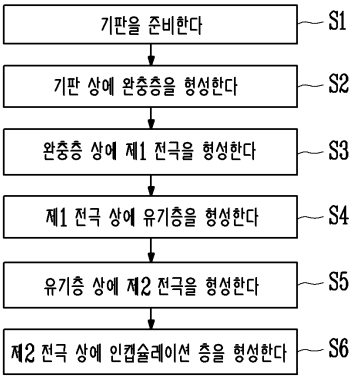 기판을 준비한다 S1
기판 상에 완충층을 형성한다 S2
완충층 상에 제1 전극을 형성한다 S3
제1 전극 상에 유기층을 형성한다 S4
유기층 상에 제2 전극을 형성한다 S5
제2 전극 상에 인캡슐레이션 층을 형성한다 S6